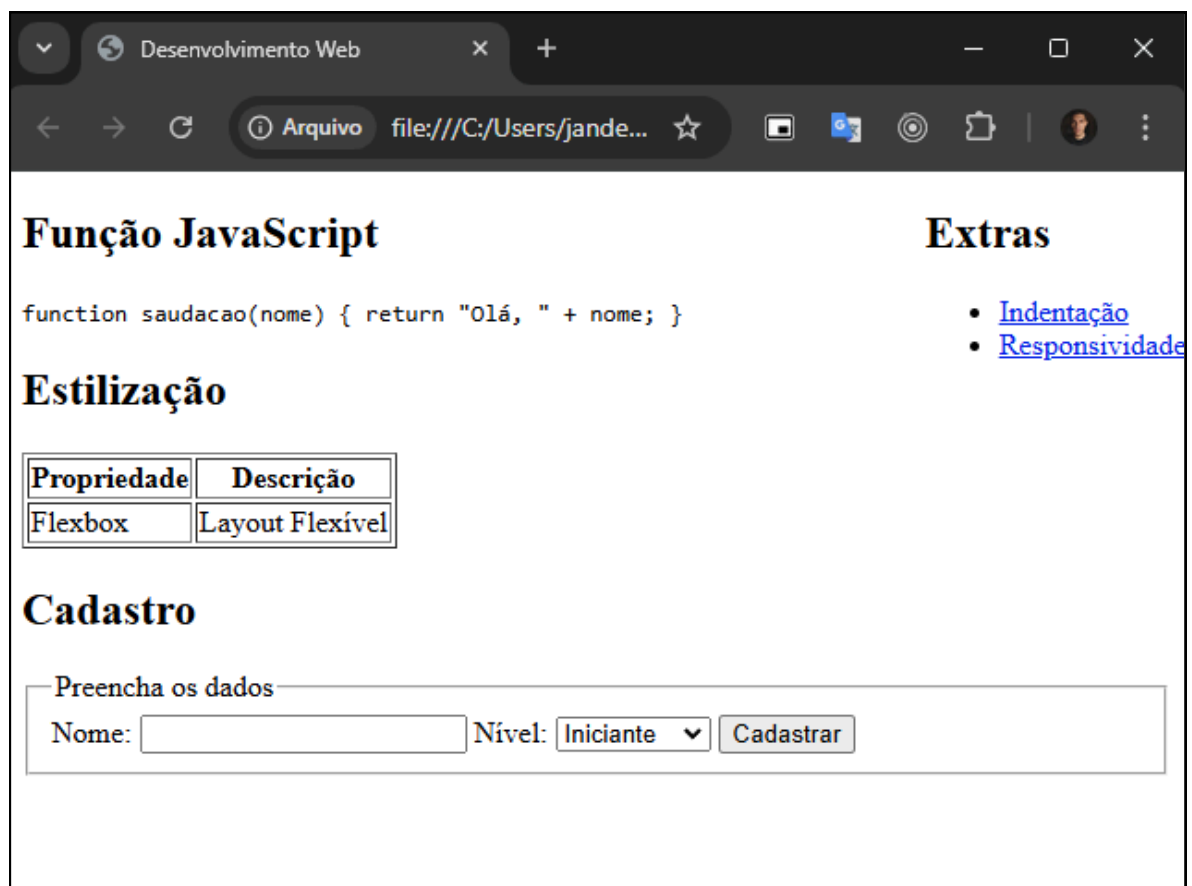 Desenvolvimento Web
Arquivo file:///C:/Users/jande...
Função JavaScript
function saudacao(nome) { return "Olá, " + nome; }
Estilização
Propriedade Descrição
Flexbox Layout Flexível
Cadastro
Preencha os dados
Nome: Nível: Iniciante Cadastrar
Extras
Indentação
Responsividade